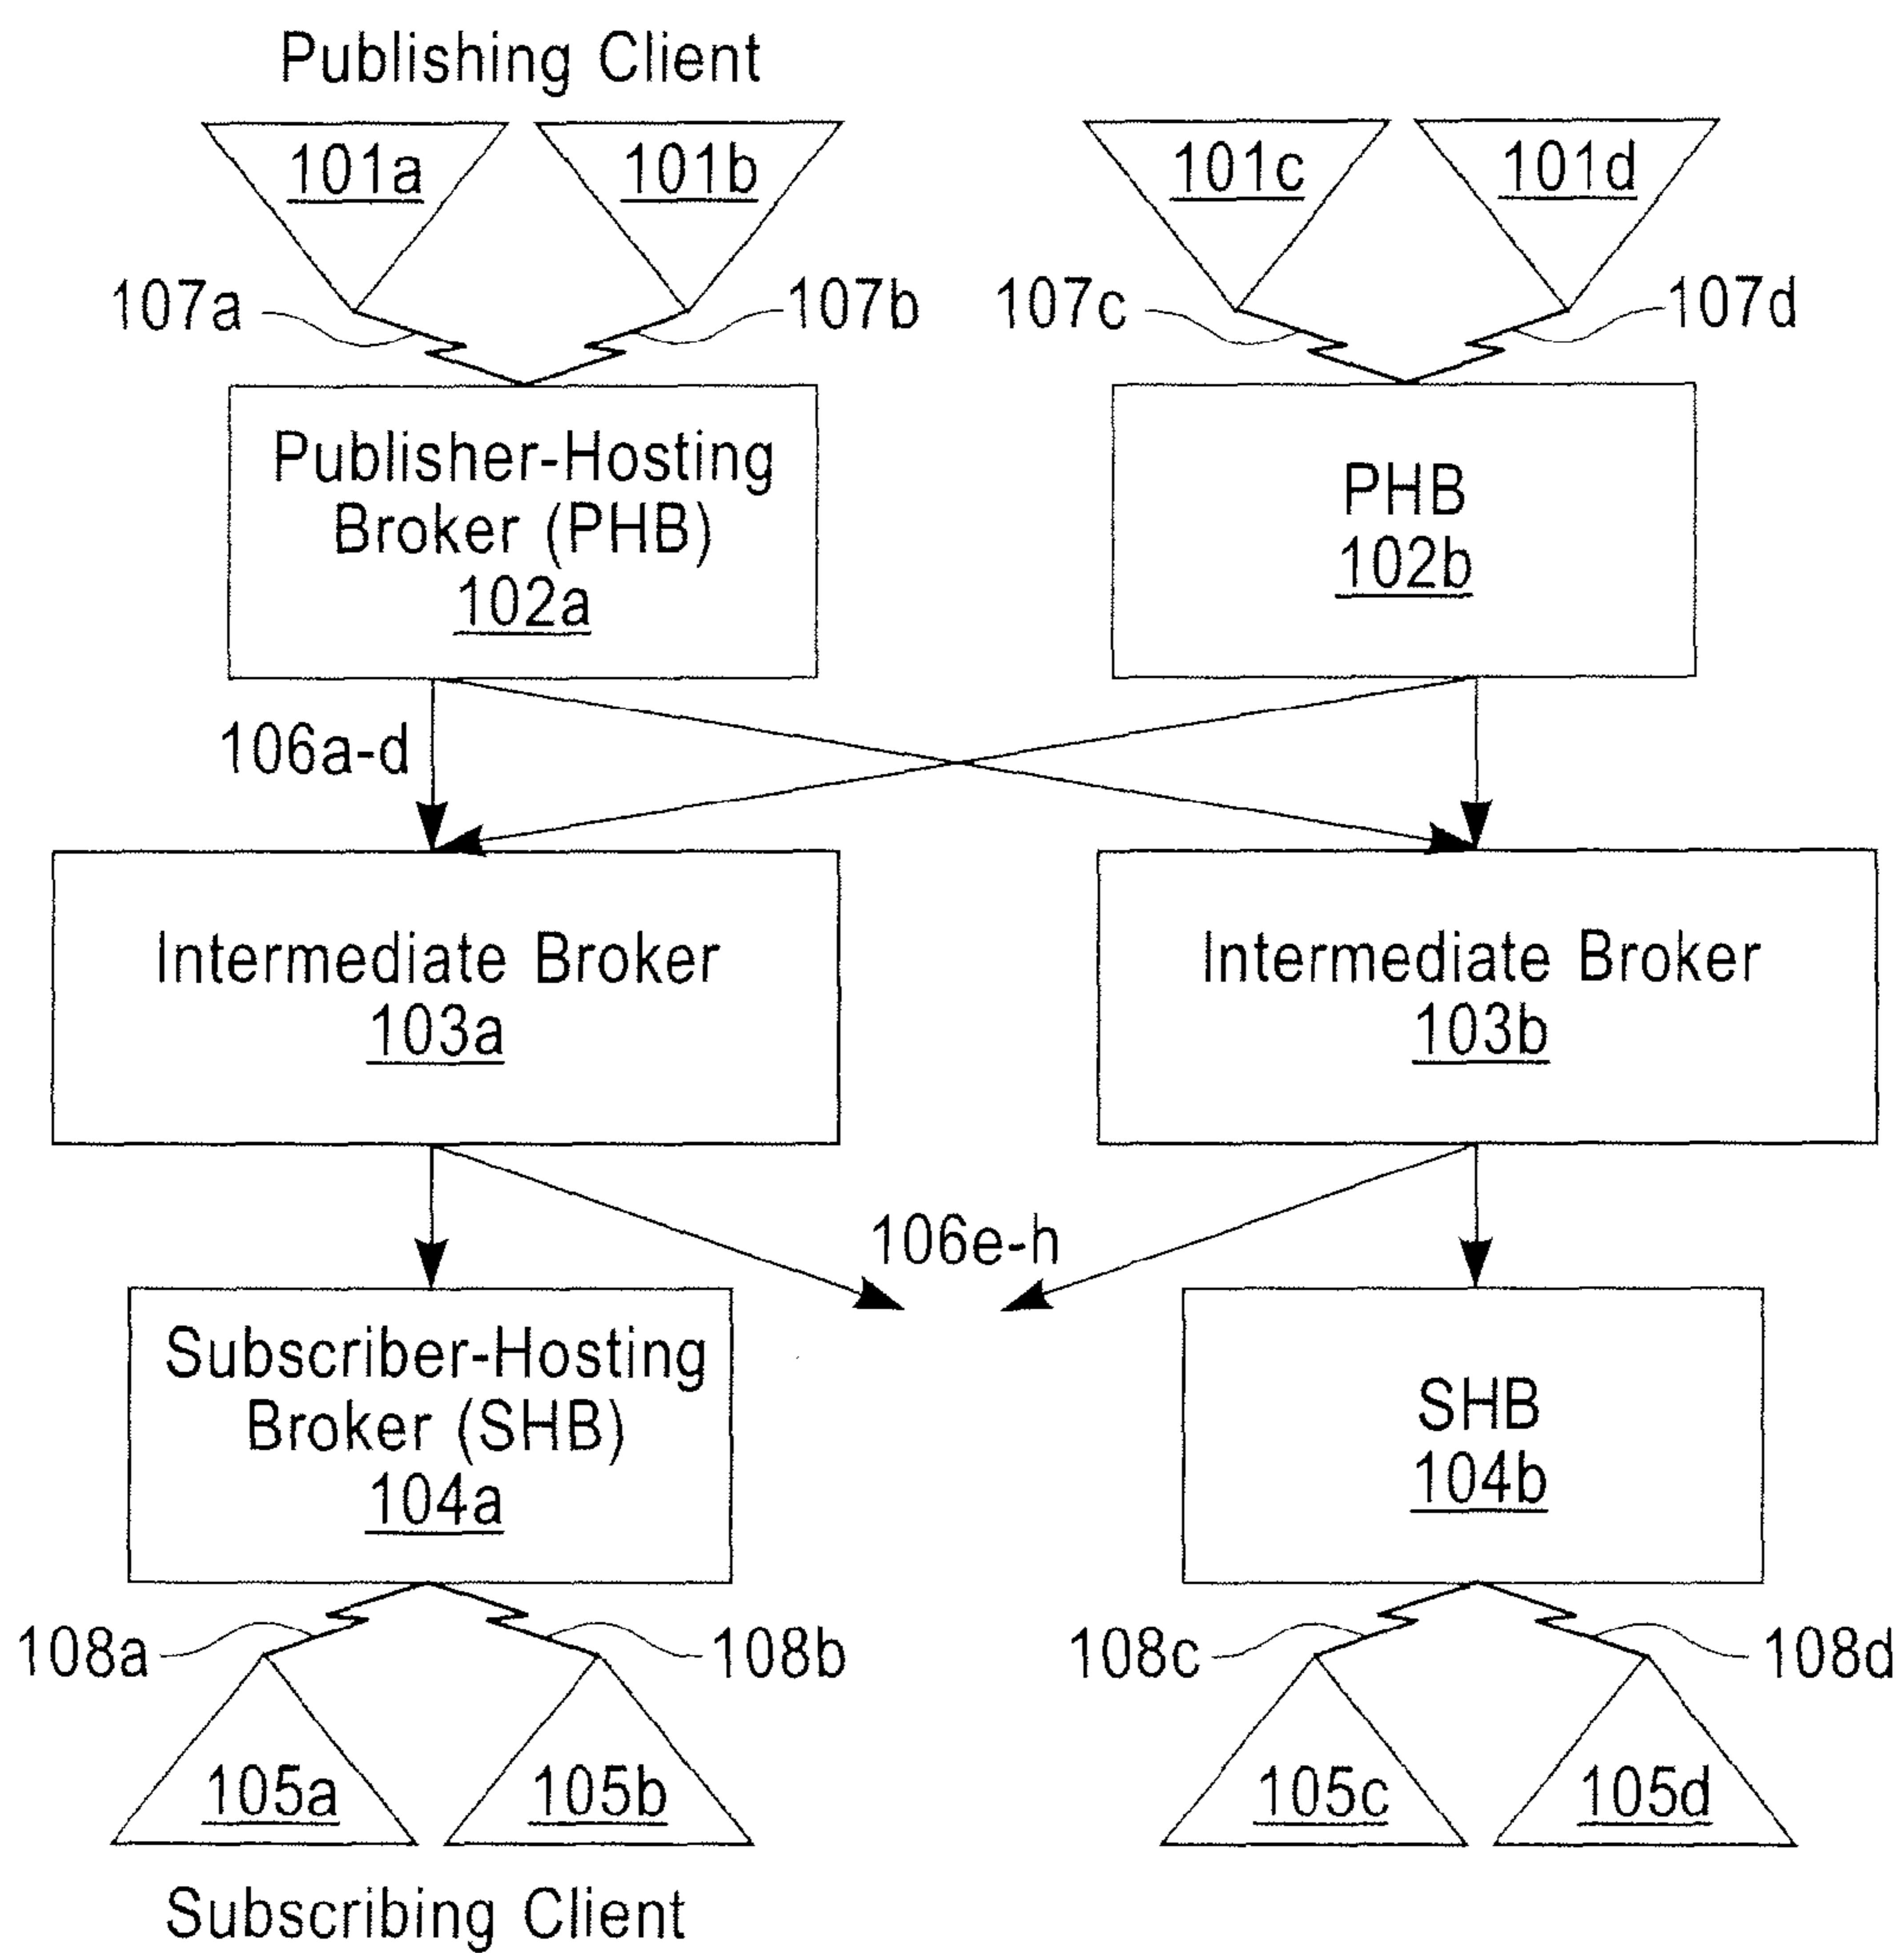 Publishing Client
101a
101b
101c
101d
107a
107b
107c
107d
Publisher-Hosting
Broker (PHB)
102a
PHB
102b
106a-d
Intermediate Broker
103a
Intermediate Broker
103b
106e-h
Subscriber-Hosting
Broker (SHB)
104a
SHB
104b
108a
108b
108c
108d
105a
105b
105c
105d
Subscribing Client